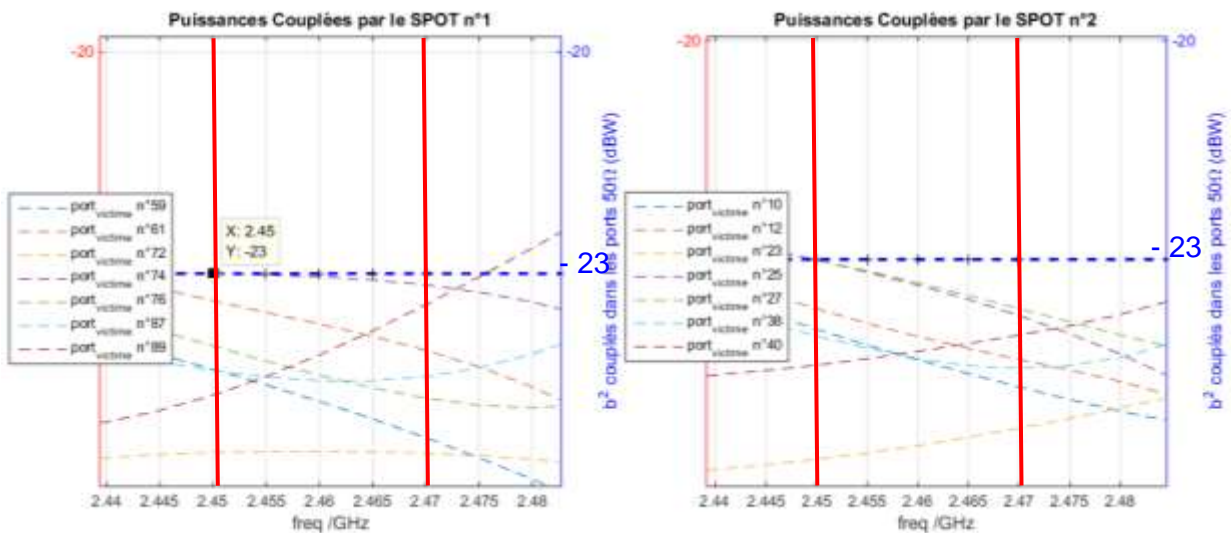 Puissances Couplées par le SPOT n°1
-20
-20
port victime n°59
port victime n°61
port victime n°72
port victime n°74
port victime n°76
port victime n°87
port victime n°89
X: 2.45
Y: -23
- 23
b² couplés dans les ports 50Ω (dBW)
2.44 2.445 2.45 2.455 2.46 2.465 2.47 2.475 2.48
freq /GHz
Puissances Couplées par le SPOT n°2
-20
-20
port victime n°10
port victime n°12
port victime n°23
port victime n°25
port victime n°27
port victime n°38
port victime n°40
- 23
b² couplés dans les ports 50Ω (dBW)
2.44 2.445 2.45 2.455 2.46 2.465 2.47 2.475 2.48
freq /GHz